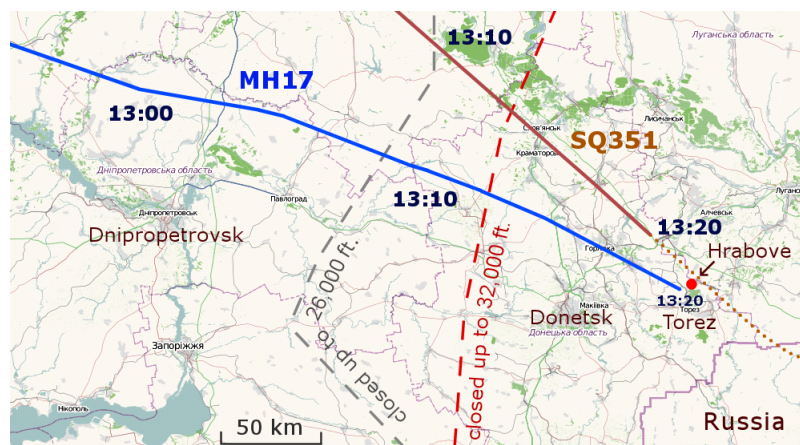 13:10
Луганська область
MH17
13:00
Слов'янськ
Лисичанськ
SQ351
Краматорськ
Дніпропетровська область
13:10
Павлоград
Дніпропетровськ
Алчевськ
Dnipropetrovsk
13:20
Горлівка
Hrabove
closed up to 26,000 ft.
closed up to 32,000 ft.
13:20
Макіївка
Торез
Donetsk
Torez
Донецька область
Запоріжжя
Нікополь
50 km
Russia